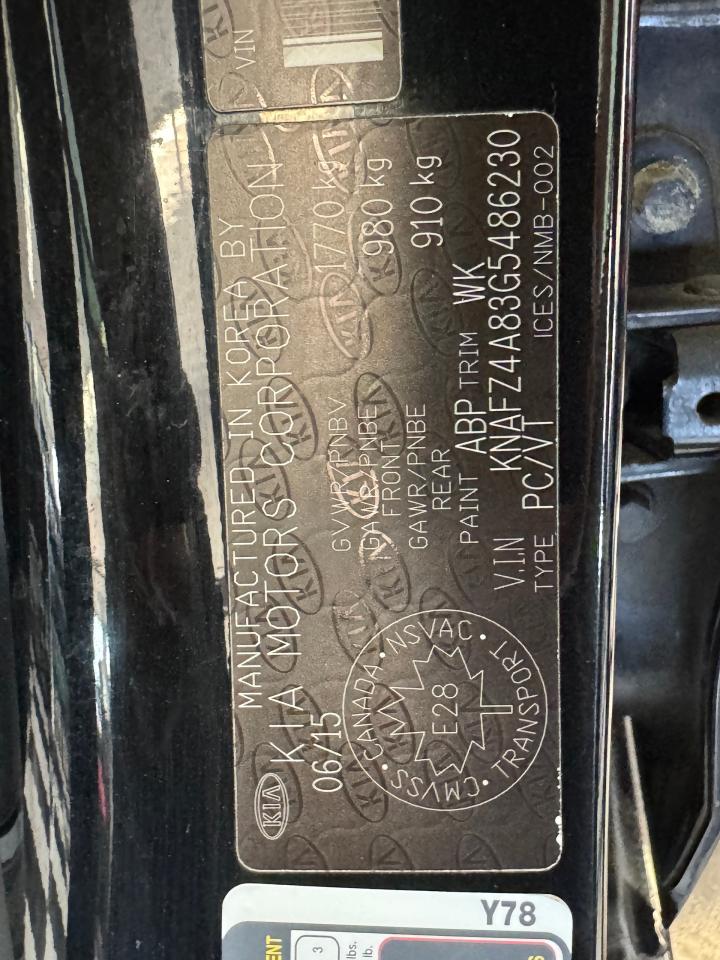 VIN
MANUFACTURED IN KOREA BY
KIA KIA MOTORS CORPORATION
06/15
GVWR/PNBV 1770 kg
GAWR/PNBE FRONT 980 kg
GAWR/PNBE REAR 910 kg
PAINT ABP TRIM WK
V.I.N KNAFZ4A83G5486230
TYPE PC/VT ICES/NMB-002
CANADA • NSVAC • TRANSPORT • CMVSS •
E28
Y78
3
lbs.
lb.